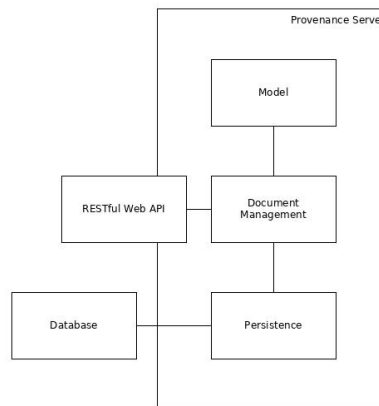 Provenance Serve
Model
RESTful Web API
Document
Management
Database
Persistence